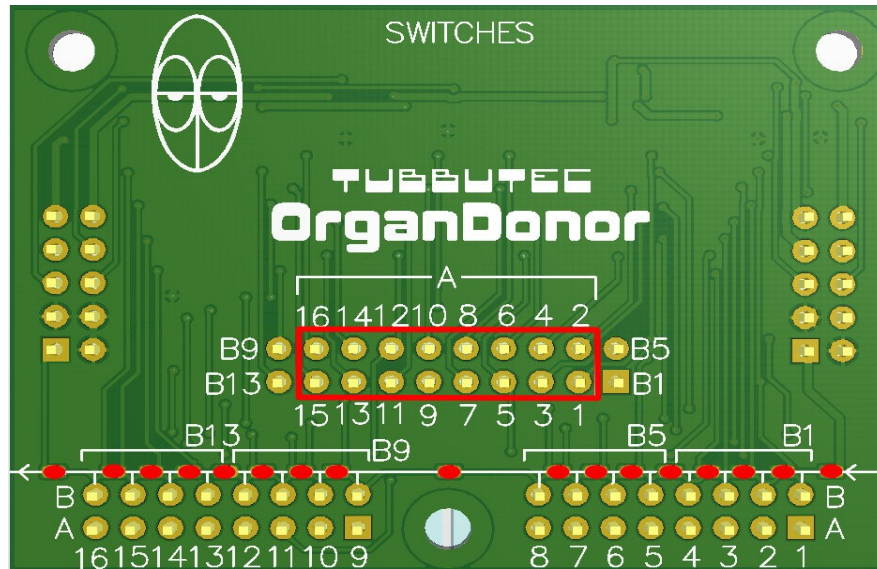 SWITCHES
TUBBUTEC
OrganDonor
A
16 14 12 10 8 6 4 2
B9 B5
B13 B1
15 13 11 9 7 5 3 1
B13 B9 B5 B1
B B
A A
16 15 14 13 12 11 10 9 8 7 6 5 4 3 2 1